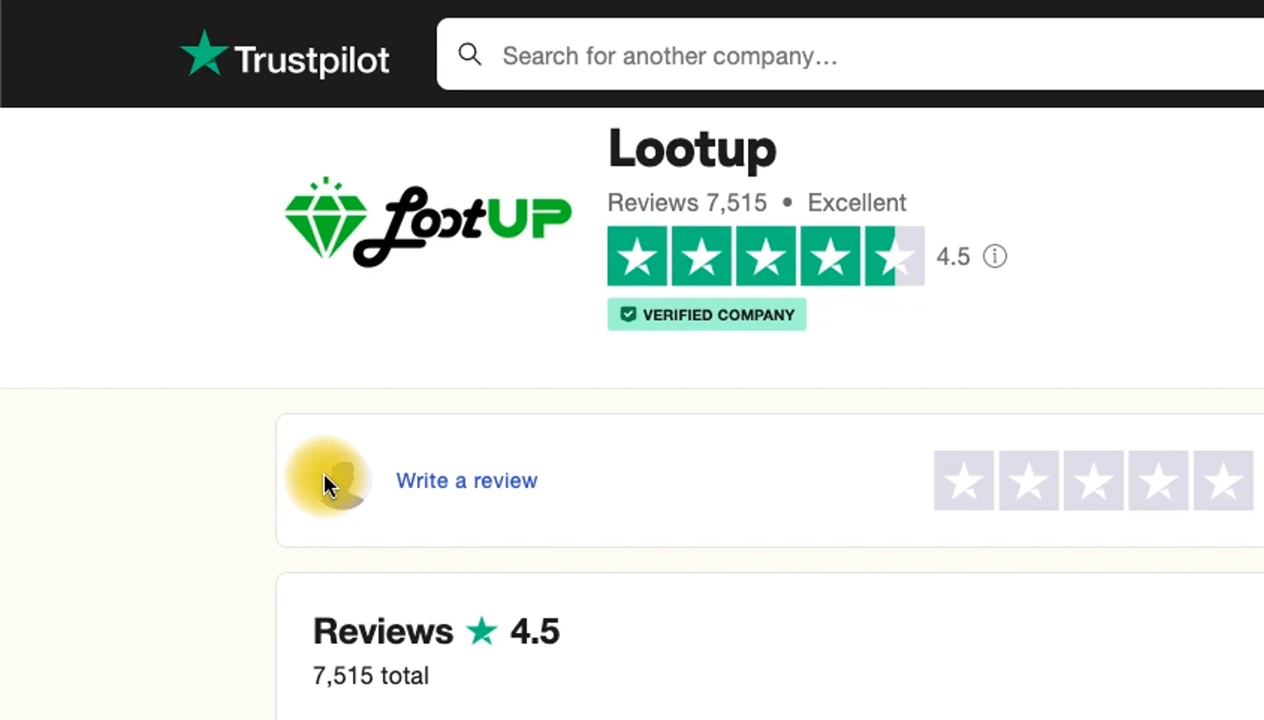 Trustpilot
Search for another company...
Lootup
LootUP
Reviews 7,515 • Excellent
4.5
VERIFIED COMPANY
Write a review
Reviews ★ 4.5
7,515 total